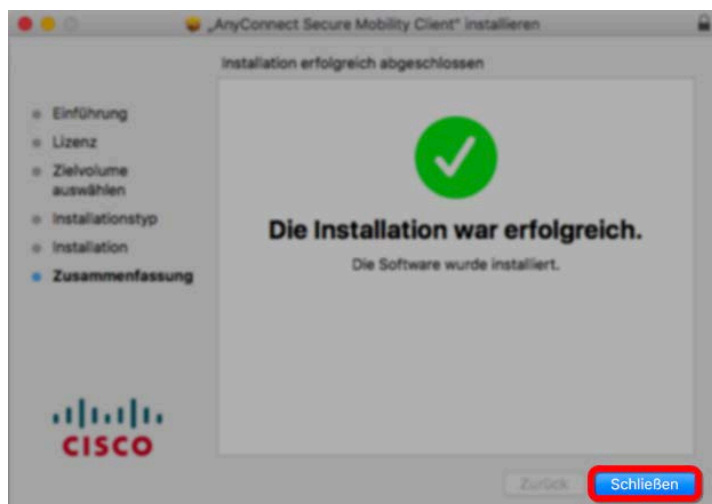 „AnyConnect Secure Mobility Client“ installieren
Installation erfolgreich abgeschlossen
Einführung
Lizenz
Zielvolume
auswählen
Installationstyp
Installation
Zusammenfassung
Die Installation war erfolgreich.
Die Software wurde installiert.
CISCO
Zurück
Schließen